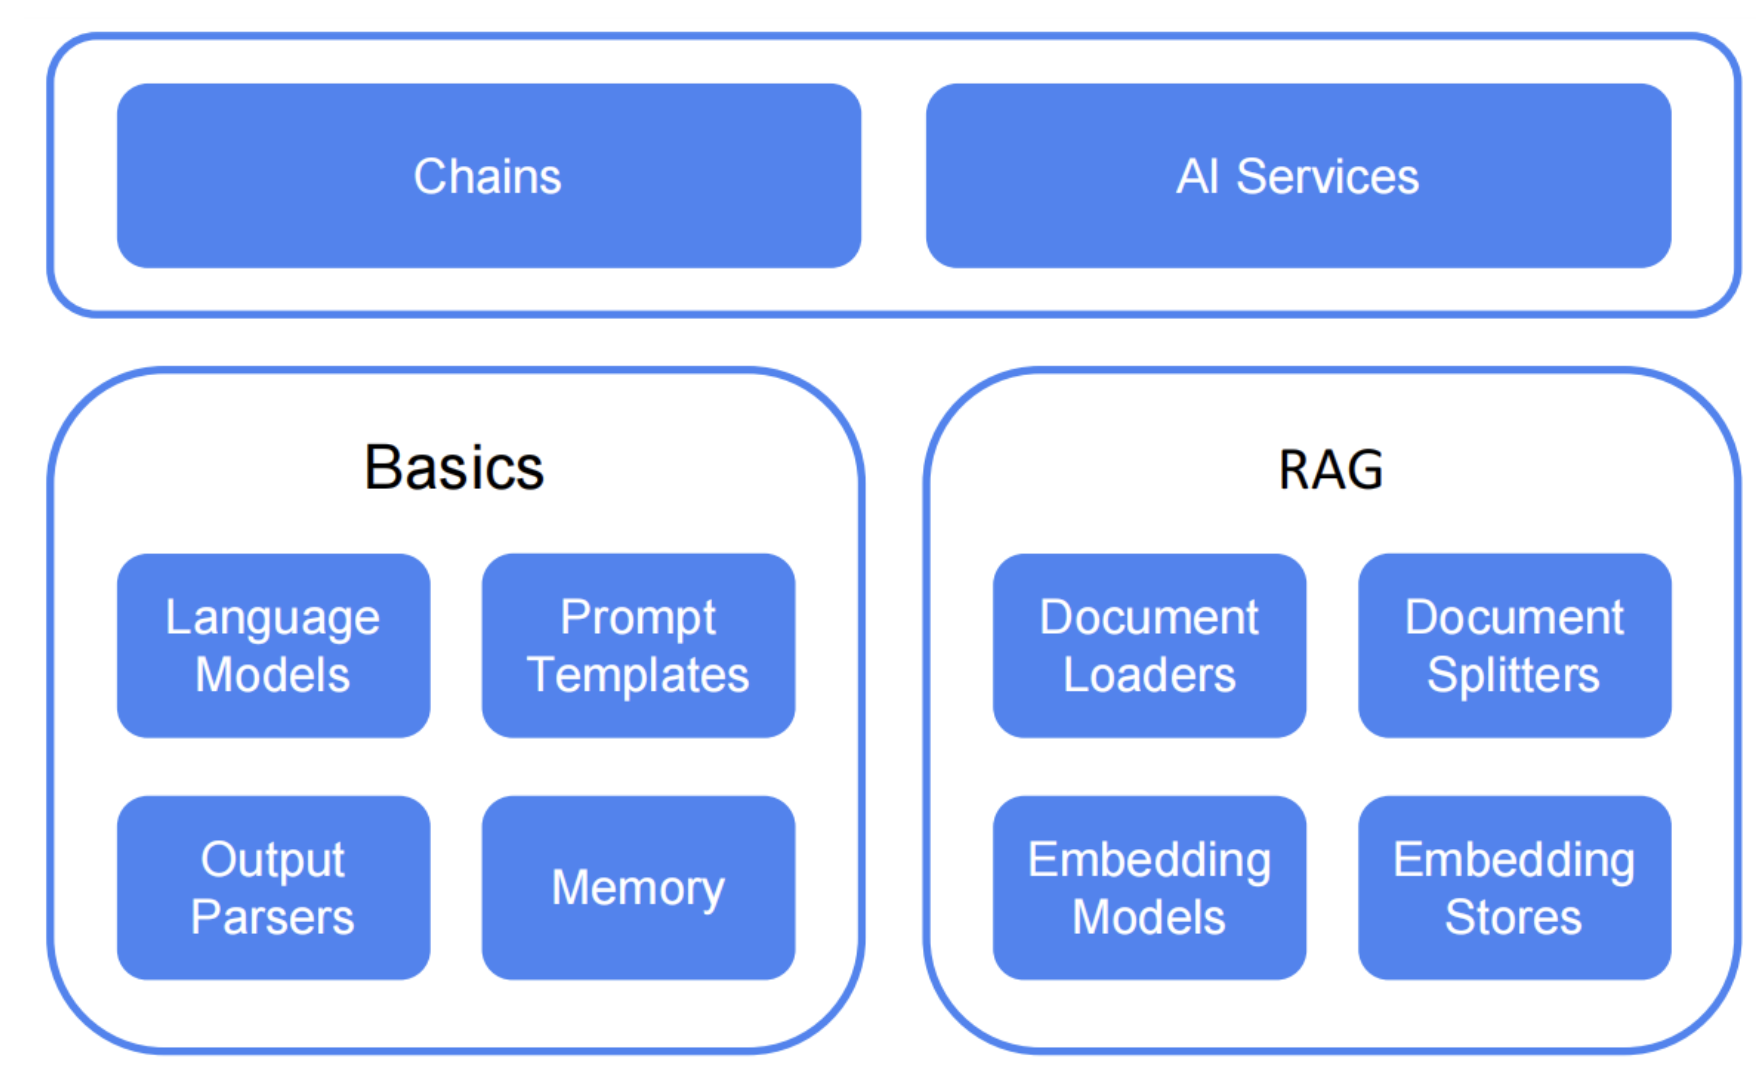 Chains
AI Services
Basics
Language
Models
Prompt
Templates
Output
Parsers
Memory
RAG
Document
Loaders
Document
Splitters
Embedding
Models
Embedding
Stores